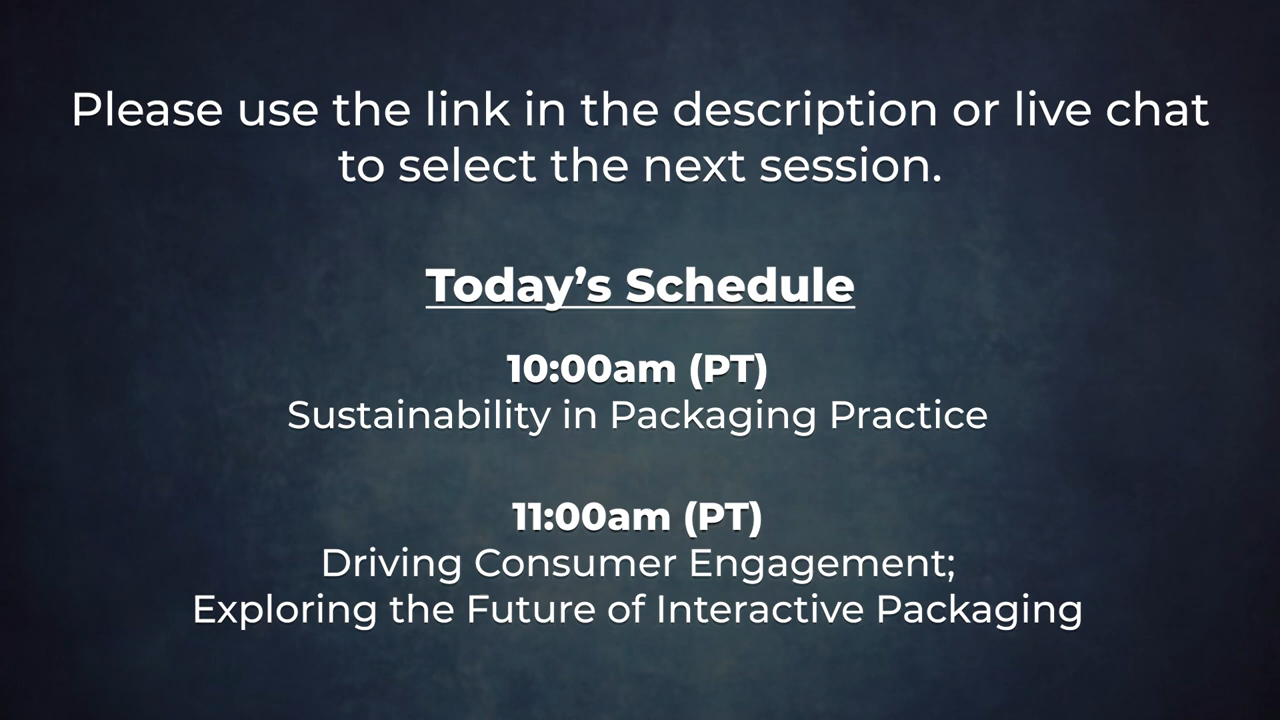 Please use the link in the description or live chat
to select the next session.
Today’s Schedule
10:00am (PT)
Sustainability in Packaging Practice
11:00am (PT)
Driving Consumer Engagement;
Exploring the Future of Interactive Packaging